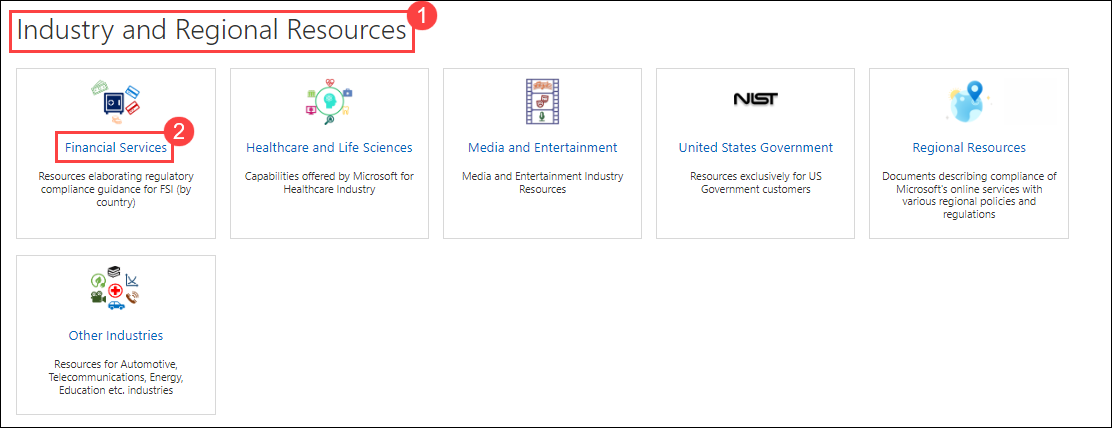 Industry and Regional Resources
1
NIST
2
Financial Services
Healthcare and Life Sciences
Media and Entertainment
United States Government
Regional Resources
Resources elaborating regulatory
compliance guidance for FSI (by
country)
Capabilities offered by Microsoft for
Healthcare Industry
Media and Entertainment Industry
Resources
Resources exclusively for US
Government customers
Documents describing compliance of
Microsoft's online services with
various regional policies and
regulations
Other Industries
Resources for Automotive,
Telecommunications, Energy,
Education etc. industries